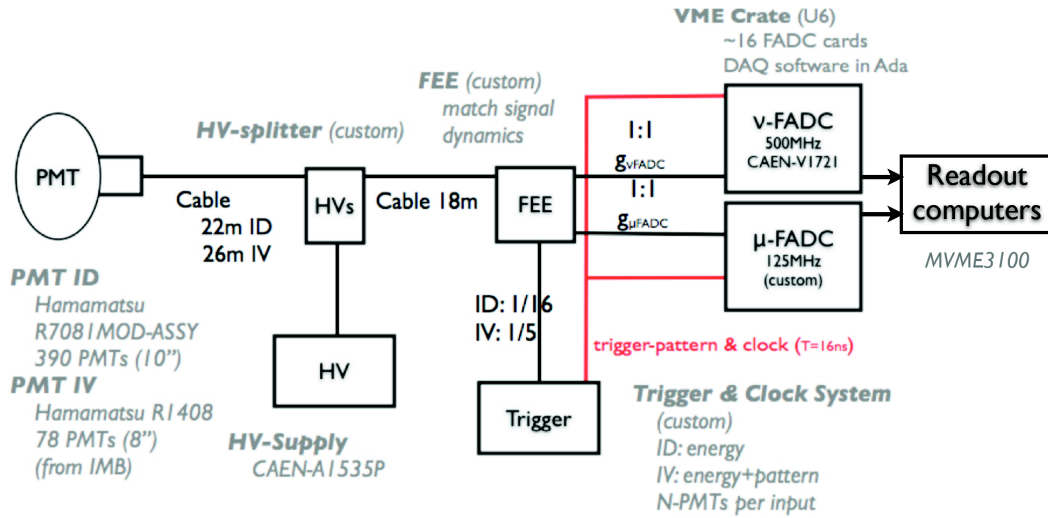 VME Crate (U6)
~16 FADC cards
DAQ software in Ada
FEE (custom)
match signal
dynamics
HV-splitter (custom)
PMT
Cable
22m ID
26m IV
HVs
Cable 18m
FEE
1:1
gνFADC
1:1
gμFADC
ν-FADC
500MHz
CAEN-V1721
μ-FADC
125MHz
(custom)
Readout
computers
MVME3100
PMT ID
Hamamatsu
R7081MOD-ASSY
390 PMTs (10”)
PMT IV
Hamamatsu R1408
78 PMTs (8”)
(from IMB)
HV
HV-Supply
CAEN-A1535P
ID: 1/16
IV: 1/5
Trigger
trigger-pattern & clock (T=16ns)
Trigger & Clock System
(custom)
ID: energy
IV: energy+pattern
N-PMTs per input